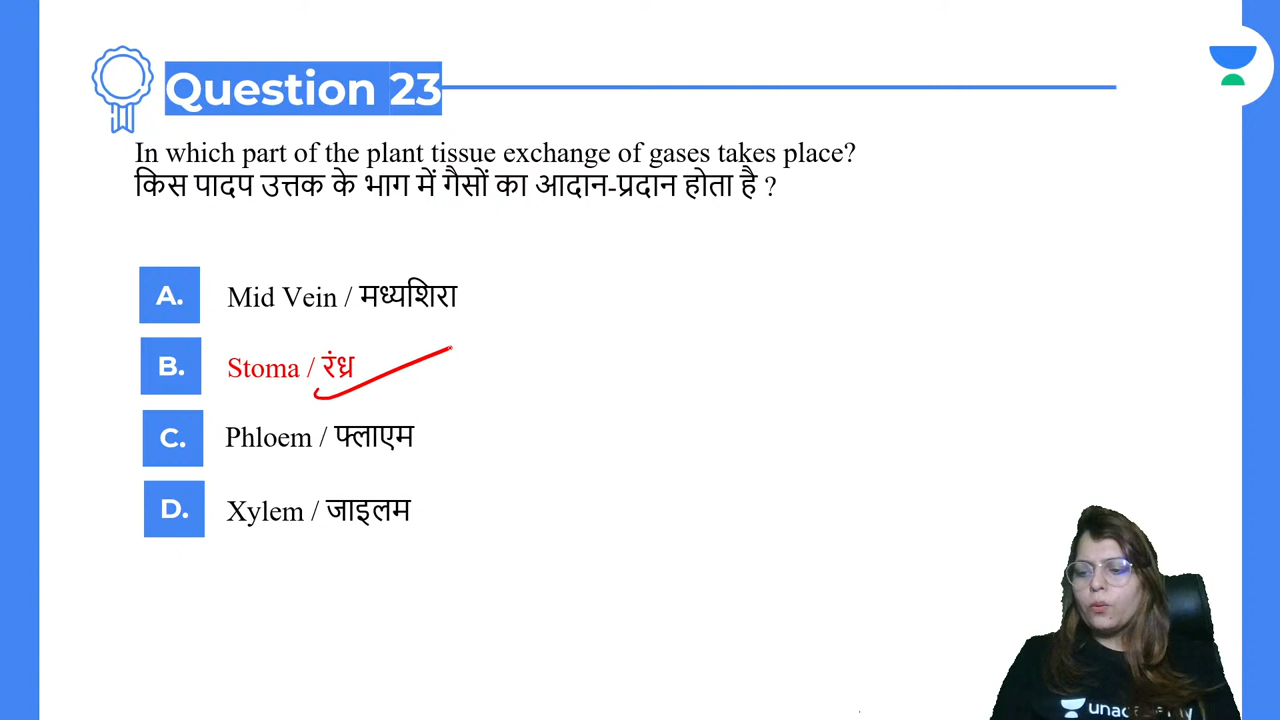 Question 23
In which part of the plant tissue exchange of gases takes place?
किस पादप उत्तक के भाग में गैसों का आदान-प्रदान होता है ?
A. Mid Vein / मध्यशिरा
B. Stoma / रंध्र
C. Phloem / फ्लाएम
D. Xylem / जाइलम